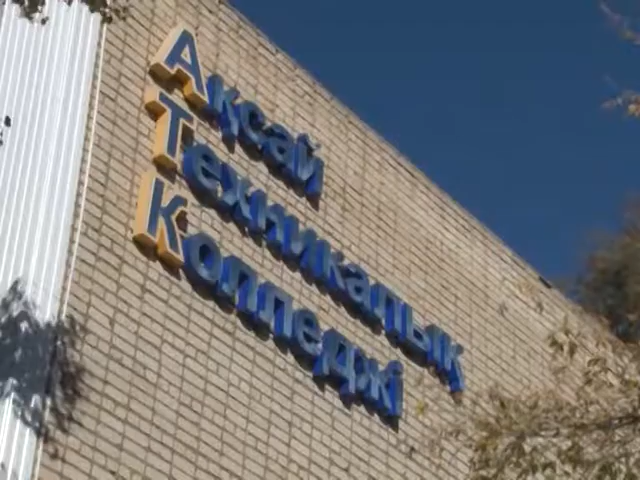 Ақсай
Техникалық
Колледжі